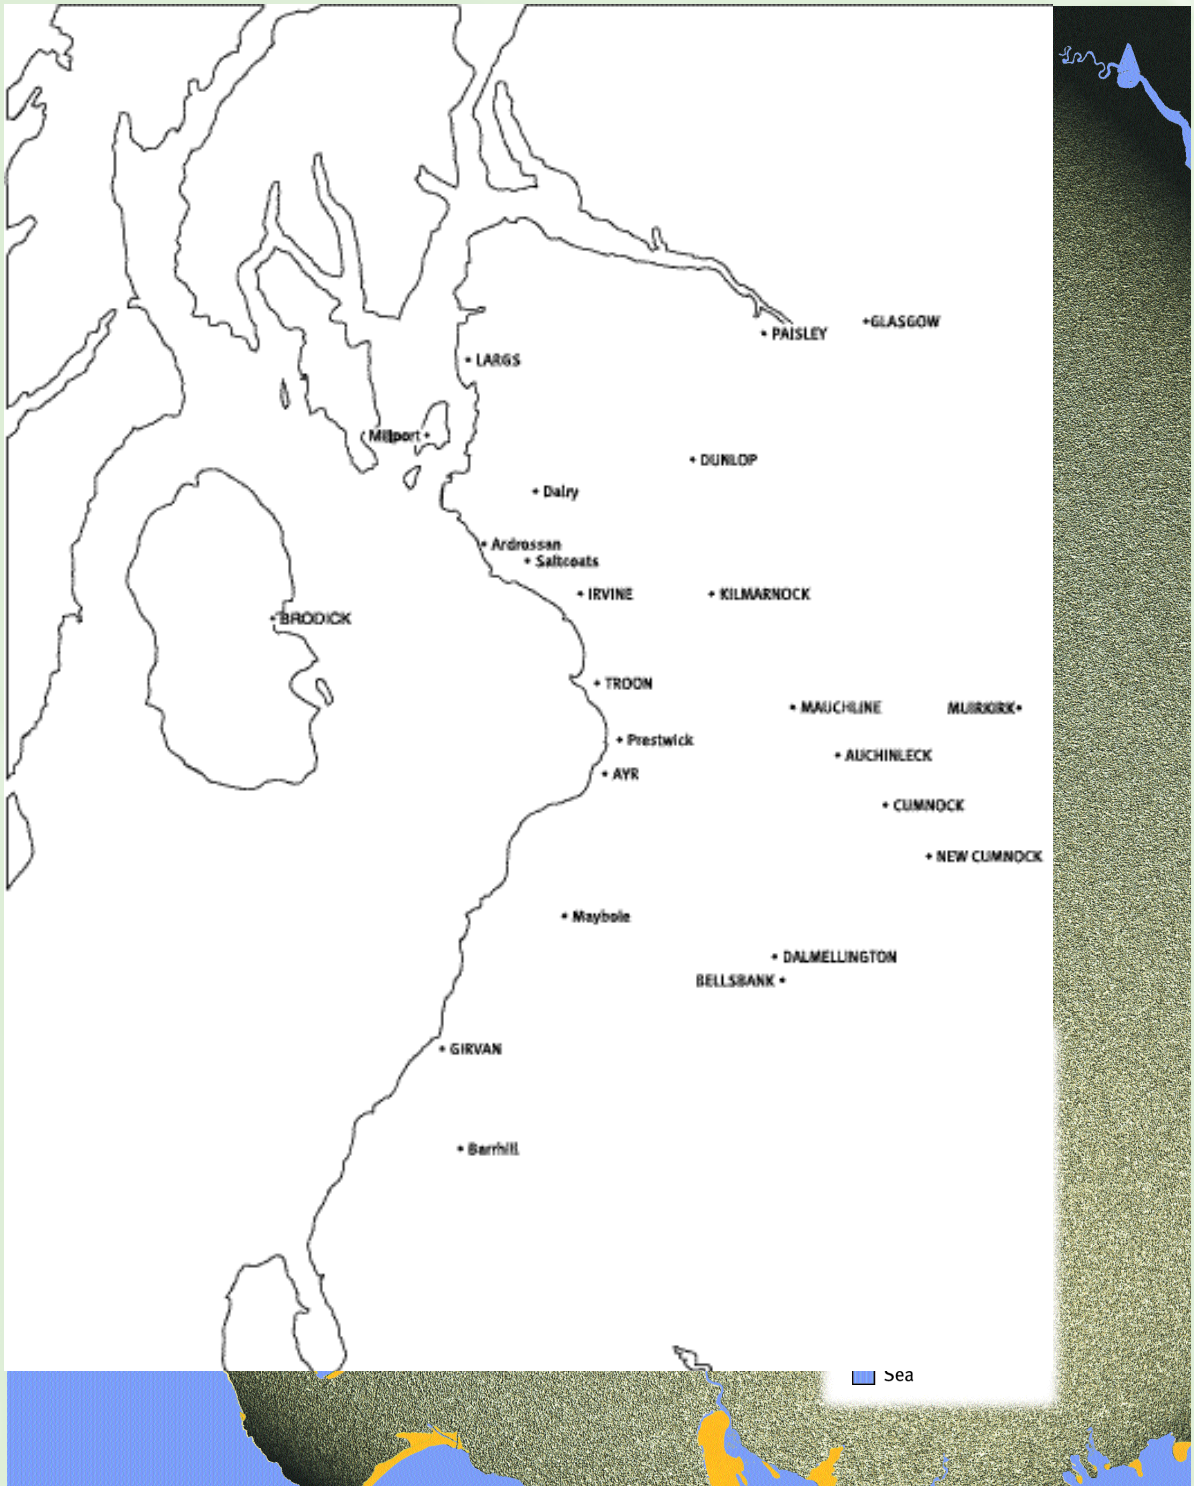 GLASGOW
PAISLEY
LARGS
Millport
DUNLOP
Dalry
Ardrossan
Saltcoats
IRVINE
KILMARNOCK
BRODICK
TROON
MAUCHLINE
MUIRKIRK
Prestwick
AUCHINLECK
AYR
CUMNOCK
NEW CUMNOCK
Maybole
DALMELLINGTON
BELLSBANK
GIRVAN
Barrhill
Sea